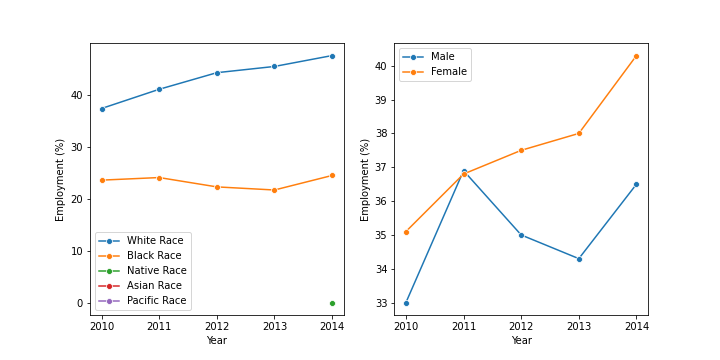 Employment (%)
40
30
20
10
0
White Race
Black Race
Native Race
Asian Race
Pacific Race
2010 2011 2012 2013 2014
Year
Employment (%)
40
39
38
37
36
35
34
33
Male
Female
2010 2011 2012 2013 2014
Year